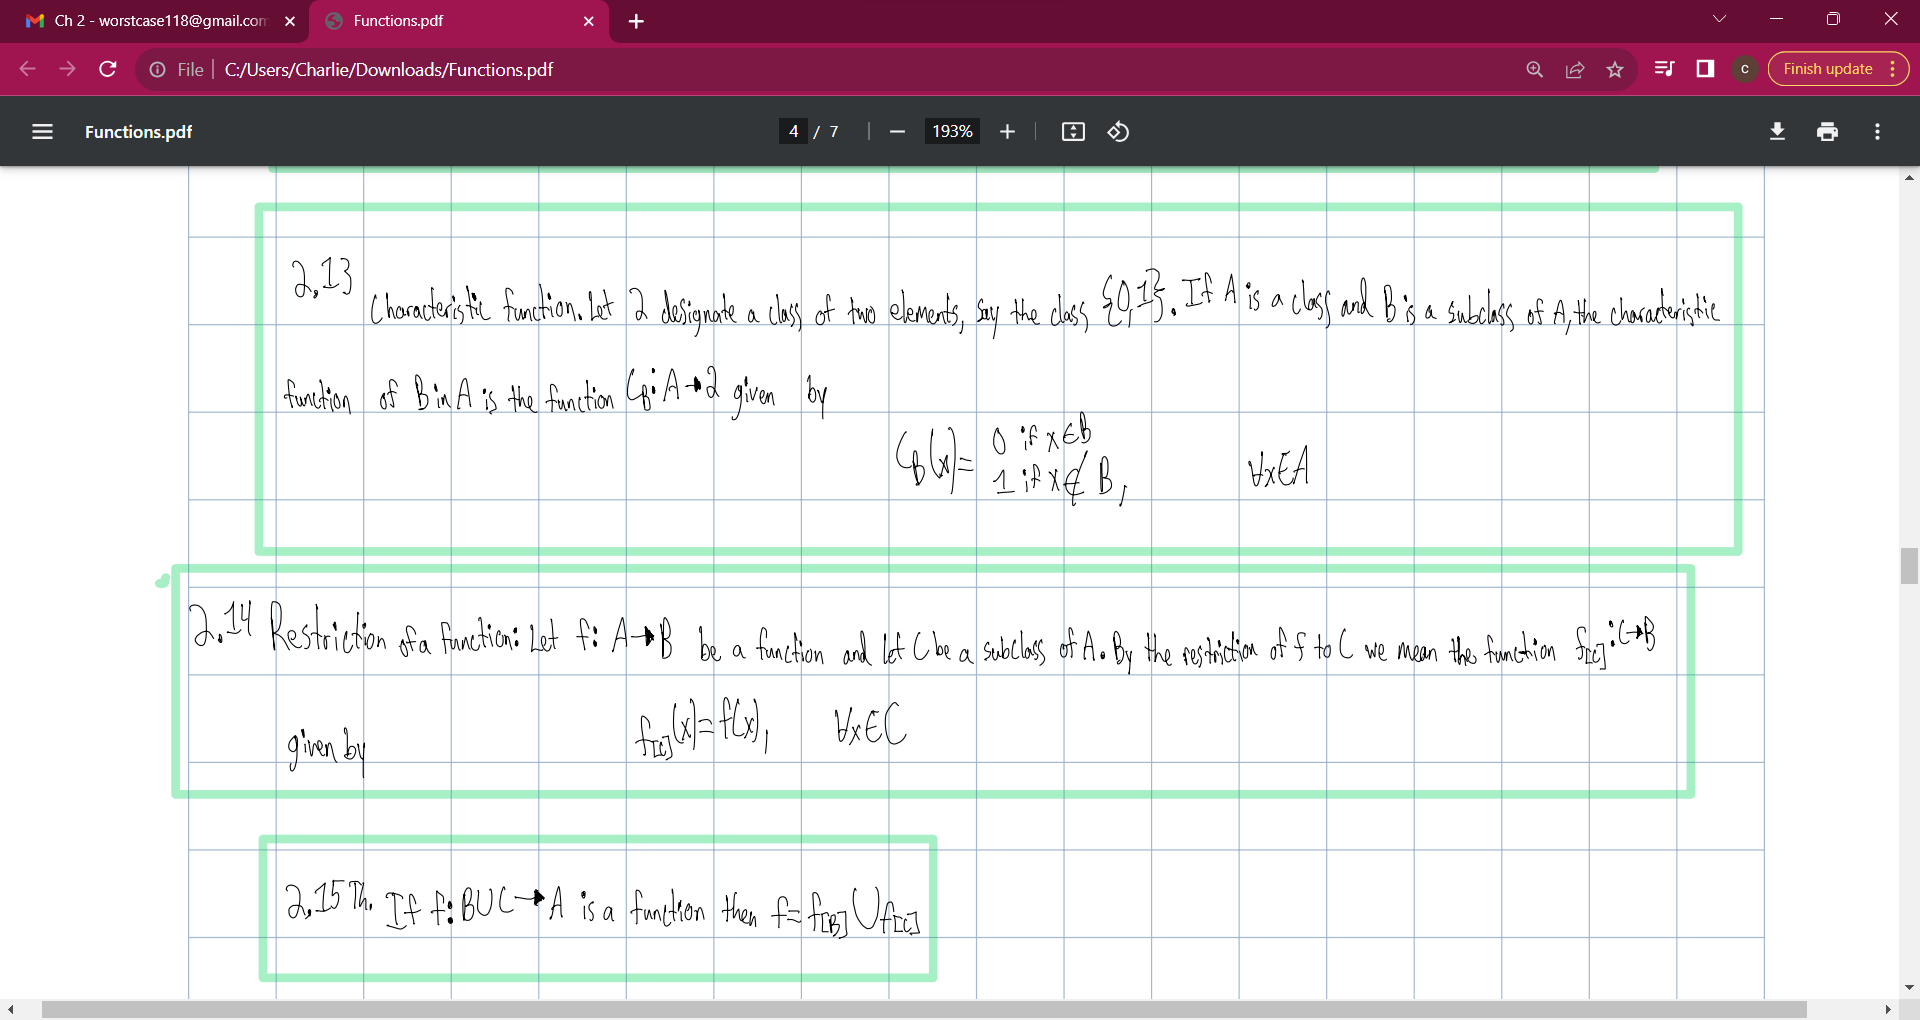 Ch 2 - worstcase118@gmail.com
Functions.pdf
File | C:/Users/Charlie/Downloads/Functions.pdf
C
Finish update
Functions.pdf
4 / 7
193%
2.13 Characteristic function. Let 2 designate a class of two elements, say the class {0,1}. If A is a class and B is a subclass of A, the characteristic
function of B in A is the function C_B: A→2 given by
C_B(x)= 0 if x∈B
1 if x∉B, ∀x∈A
2.14 Restriction of a function: Let f: A→B be a function and let C be a subclass of A. By the restriction of f to C we mean the function f_[C]: C→B
given by f_[C](x)=f(x), ∀x∈C
2.15 Th. If f: B∪C→A is a function then f= f_[B] ∪ f_[C]